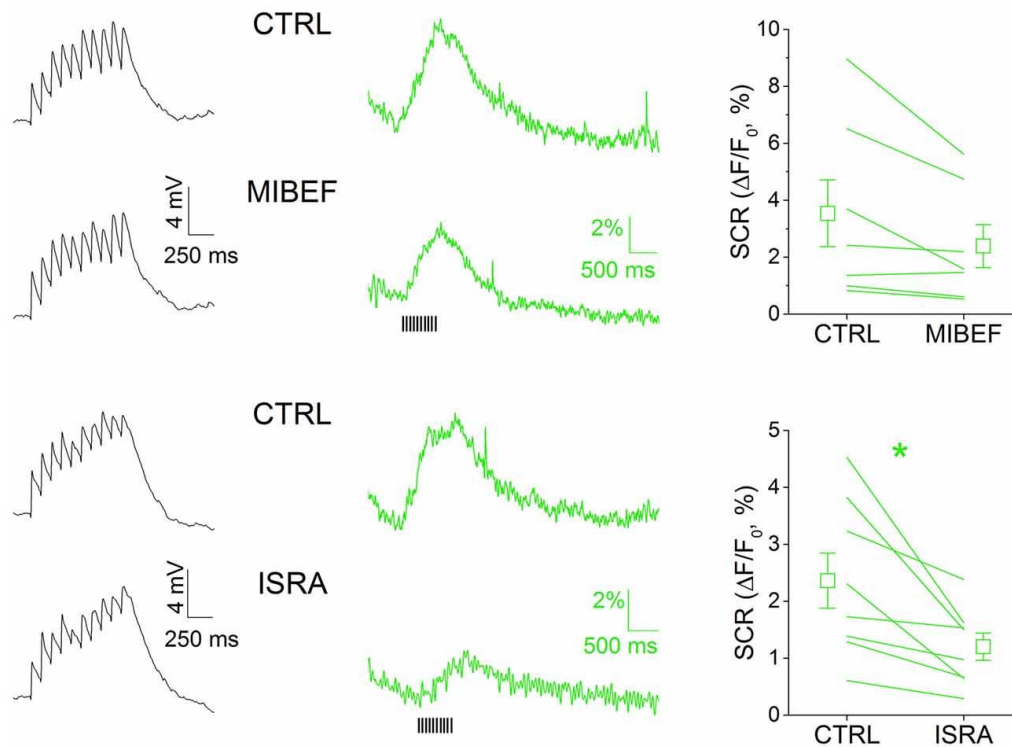 CTRL
MIBEF
4 mV
250 ms
2%
500 ms
SCR (ΔF/F₀, %)
10
8
6
4
2
0
CTRL MIBEF
CTRL
ISRA
4 mV
250 ms
2%
500 ms
*
SCR (ΔF/F₀, %)
5
4
3
2
1
0
CTRL ISRA